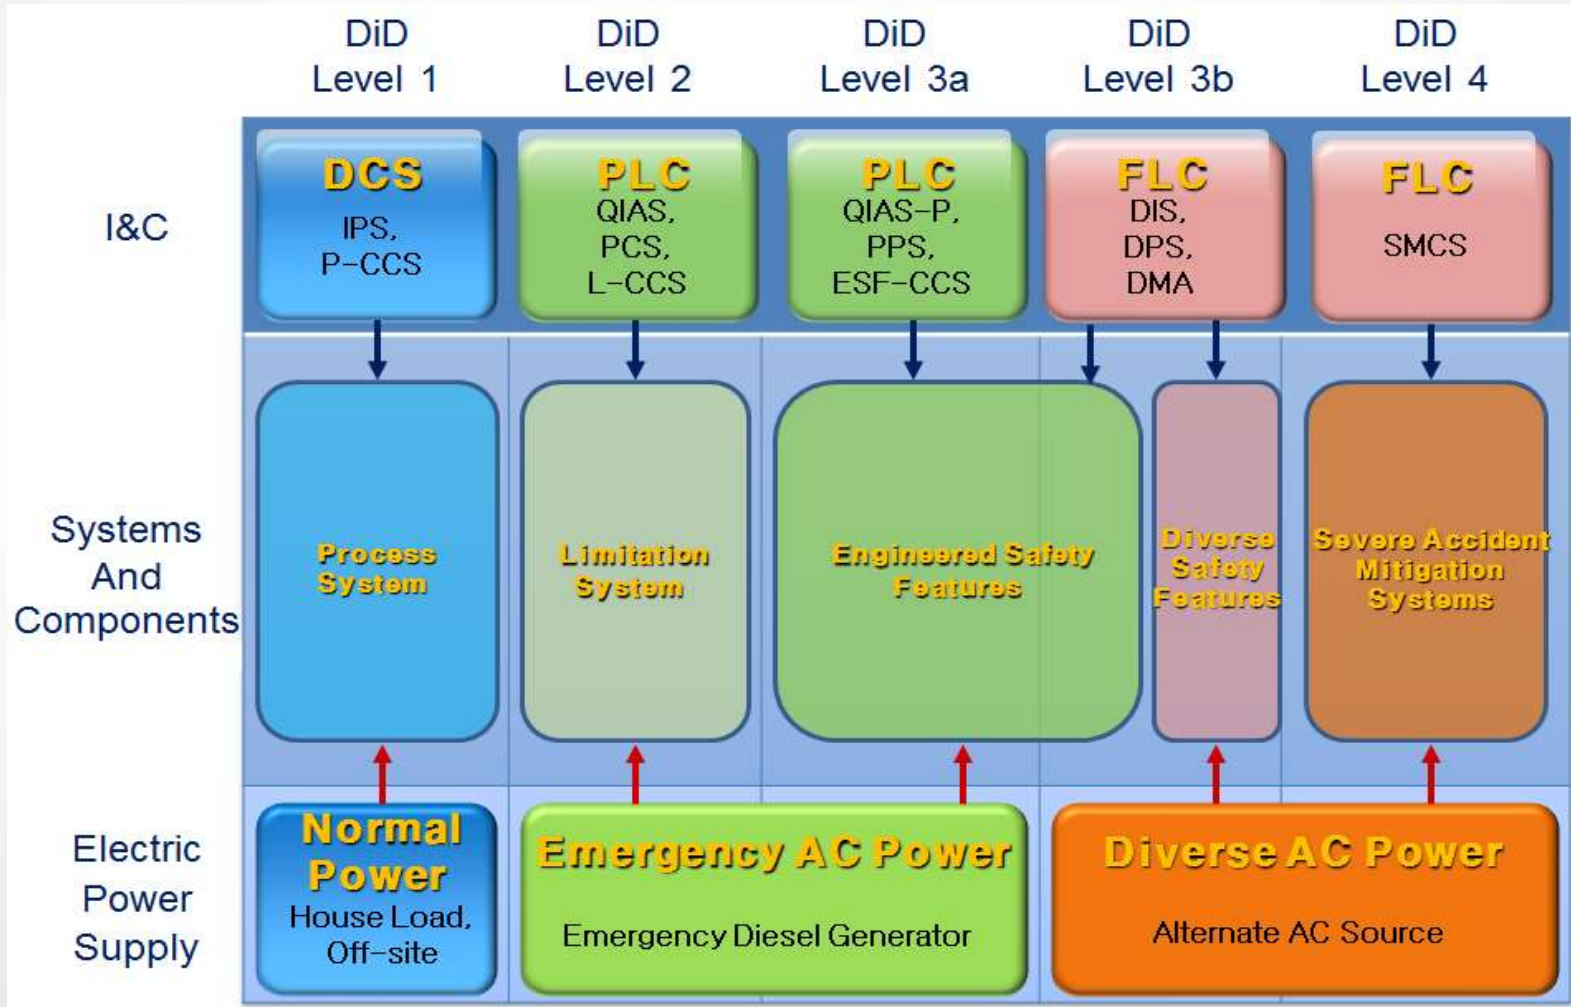 DiD
Level 1
DiD
Level 2
DiD
Level 3a
DiD
Level 3b
DiD
Level 4
I&C
DCS
IPS,
P-CCS
PLC
QIAS,
PCS,
L-CCS
PLC
QIAS-P,
PPS,
ESF-CCS
FLC
DIS,
DPS,
DMA
FLC
SMCS
Systems
And
Components
Process
System
Limitation
System
Engineered Safety
Features
Diverse
Safety
Features
Severe Accident
Mitigation
Systems
Electric
Power
Supply
Normal
Power
House Load,
Off-site
Emergency AC Power
Emergency Diesel Generator
Diverse AC Power
Alternate AC Source